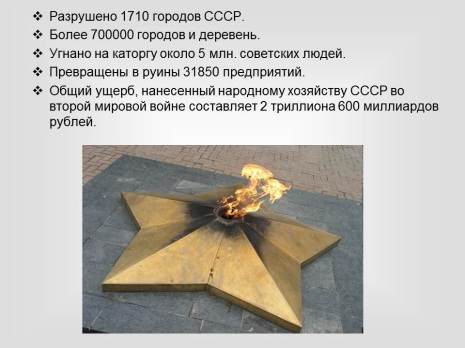 ❖ Разрушено 1710 городов СССР.
❖ Более 700000 городов и деревень.
❖ Угнано на каторгу около 5 млн. советских людей.
❖ Превращены в руины 31850 предприятий.
❖ Общий ущерб, нанесенный народному хозяйству СССР во
второй мировой войне составляет 2 триллиона 600 миллиардов
рублей.